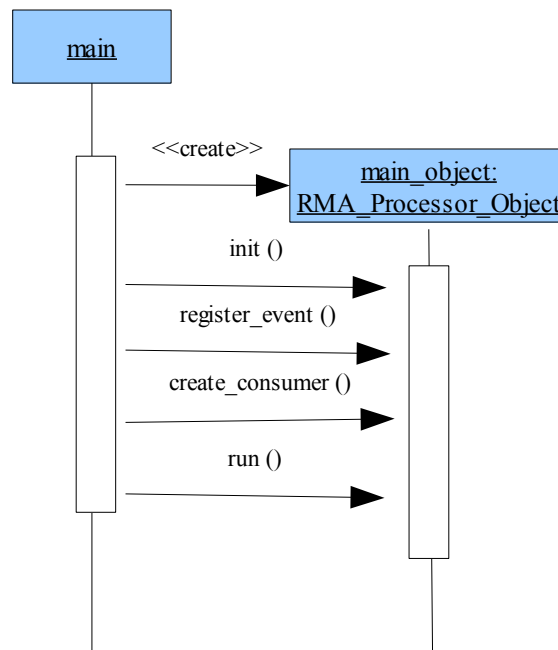 main
<<create>>
main_object:
RMA_Processor_Object
init ()
register_event ()
create_consumer ()
run ()